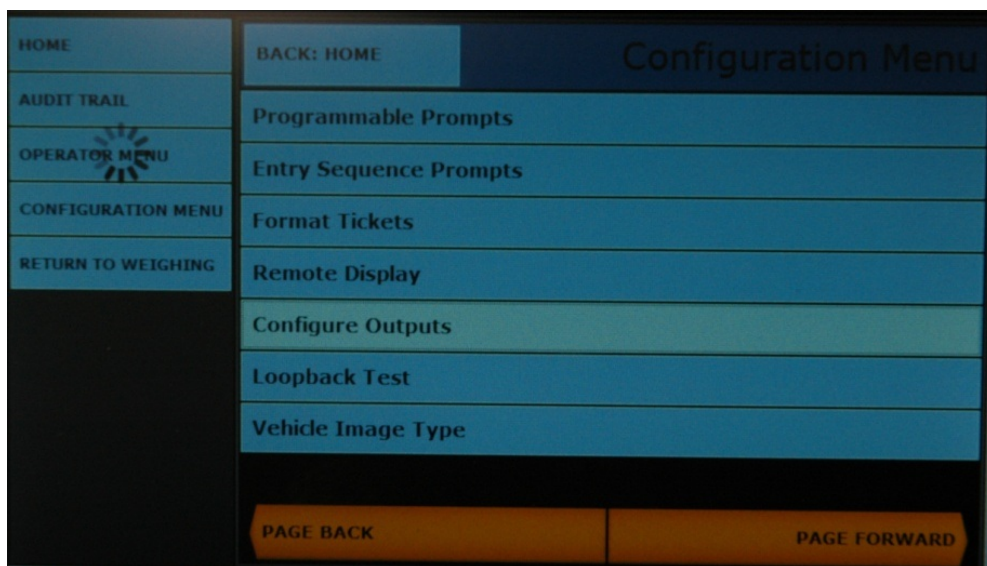 HOME
AUDIT TRAIL
OPERATOR MENU
CONFIGURATION MENU
RETURN TO WEIGHING
BACK: HOME
Configuration Menu
Programmable Prompts
Entry Sequence Prompts
Format Tickets
Remote Display
Configure Outputs
Loopback Test
Vehicle Image Type
PAGE BACK
PAGE FORWARD